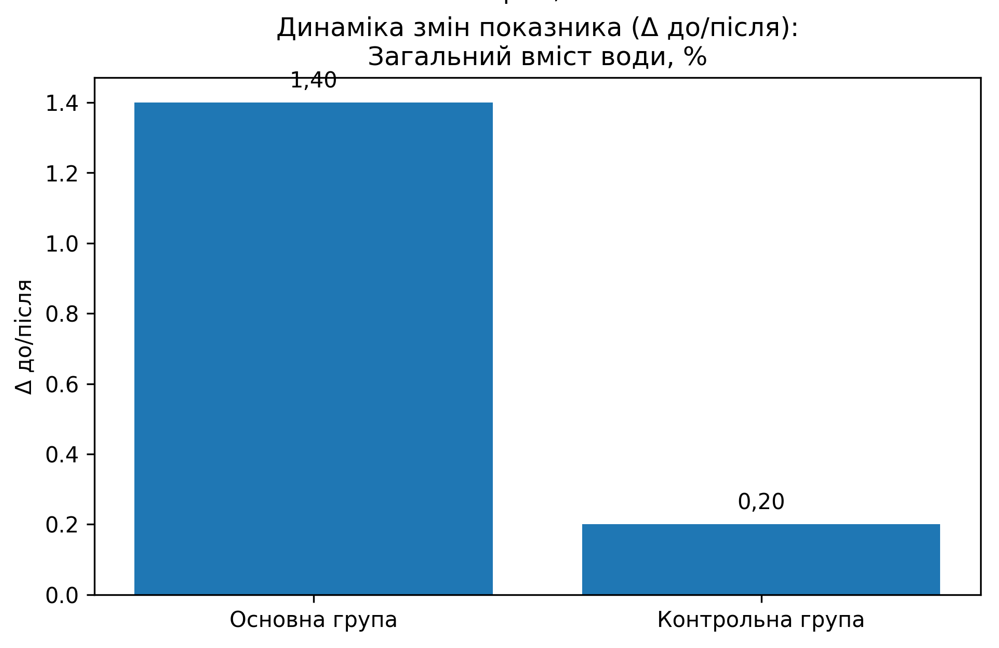 Динаміка змін показника (Δ до/після):
Загальний вміст води, %
1,40
1.4
1.2
1.0
0.8
0.6
0.4
0.2
0.0
Δ до/після
0,20
Основна група
Контрольна група